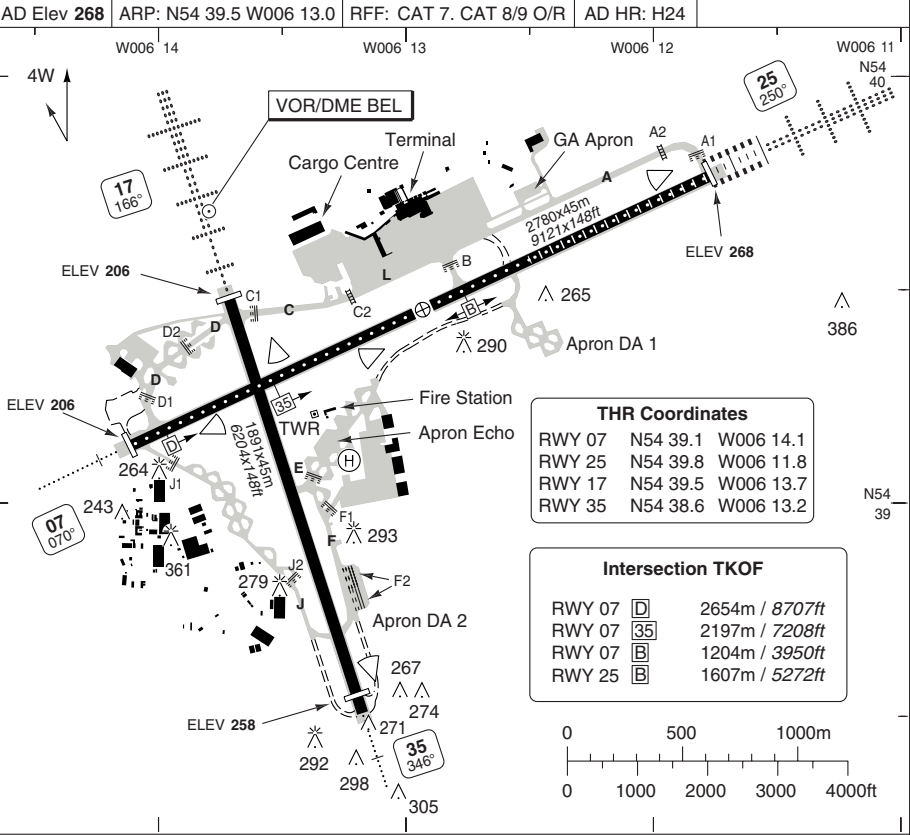 AD Elev 268 ARP: N54 39.5 W006 13.0 RFF: CAT 7. CAT 8/9 O/R AD HR: H24
W006 14 W006 13 W006 12 W006 11
N54
40
4W
VOR/DME BEL
25
250°
Terminal
GA Apron
A2
A1
Cargo Centre
A
17
166°
2780x45m
9121x148ft
ELEV 268
B
L
ELEV 206
C1
C
C2
265
B
386
D
D2
290
Apron DA 1
D
D1
35
Fire Station
ELEV 206
TWR
Apron Echo
D
1891x45m
6204x148ft
H
264
J1
E
243
F1
07
070°
F
293
361
J2
279
F2
J
Apron DA 2
267
274
ELEV 258
271
292
298
35
346°
305
THR Coordinates
RWY 07 N54 39.1 W006 14.1
RWY 25 N54 39.8 W006 11.8
RWY 17 N54 39.5 W006 13.7
RWY 35 N54 38.6 W006 13.2
N54
39
Intersection TKOF
RWY 07 D 2654m / 8707ft
RWY 07 35 2197m / 7208ft
RWY 07 B 1204m / 3950ft
RWY 25 B 1607m / 5272ft
0 500 1000m
0 1000 2000 3000 4000ft